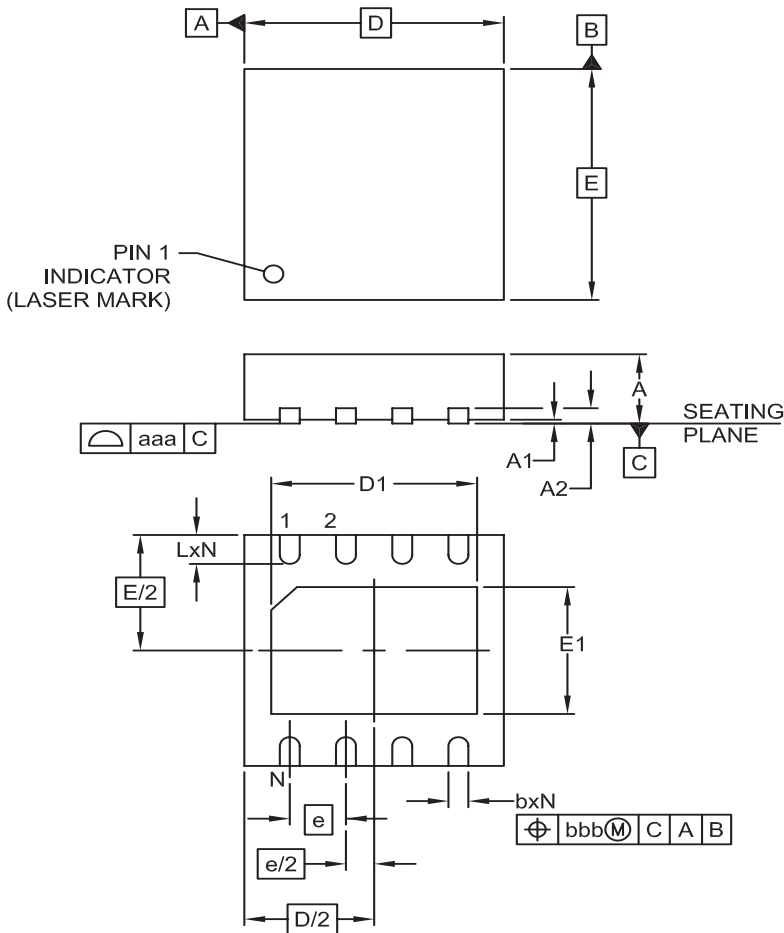 A
D
B
E
PIN 1
INDICATOR
(LASER MARK)
A
SEATING
PLANE
aaa C
A1
A2
C
D1
1 2
LxN
E/2
E1
N
bxN
e
bbbⓂ C A B
e/2
D/2